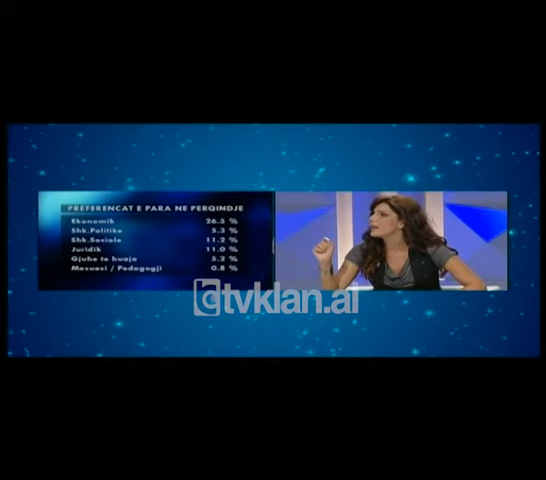 PREFERENCAT E PARA NE PERQINDJE
Ekonomik 26.5 %
Shk.Politike 5.3 %
Shk.Sociale 11.2 %
Juridik 11.0 %
Gjuhe te huaja 5.2 %
Mesuesi / Pedagogji 0.8 %
tvklan.al